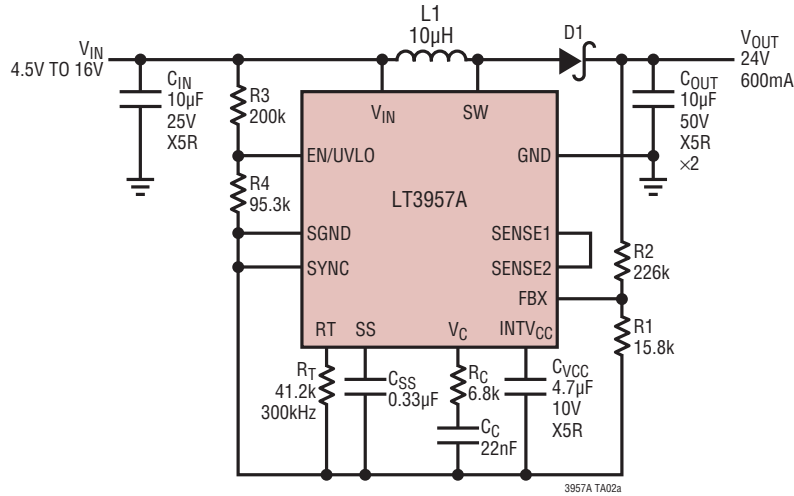 L1
10µH
D1
VIN
4.5V TO 16V
VOUT
24V
600mA
CIN
10µF
25V
X5R
R3
200k
VIN
SW
COUT
10µF
50V
X5R
×2
EN/UVLO
GND
R4
95.3k
LT3957A
SGND
SENSE1
SYNC
SENSE2
R2
226k
FBX
RT
SS
VC
INTVCC
R1
15.8k
RT
41.2k
300kHz
CSS
0.33µF
RC
6.8k
CC
22nF
CVCC
4.7µF
10V
X5R
3957A TA02a